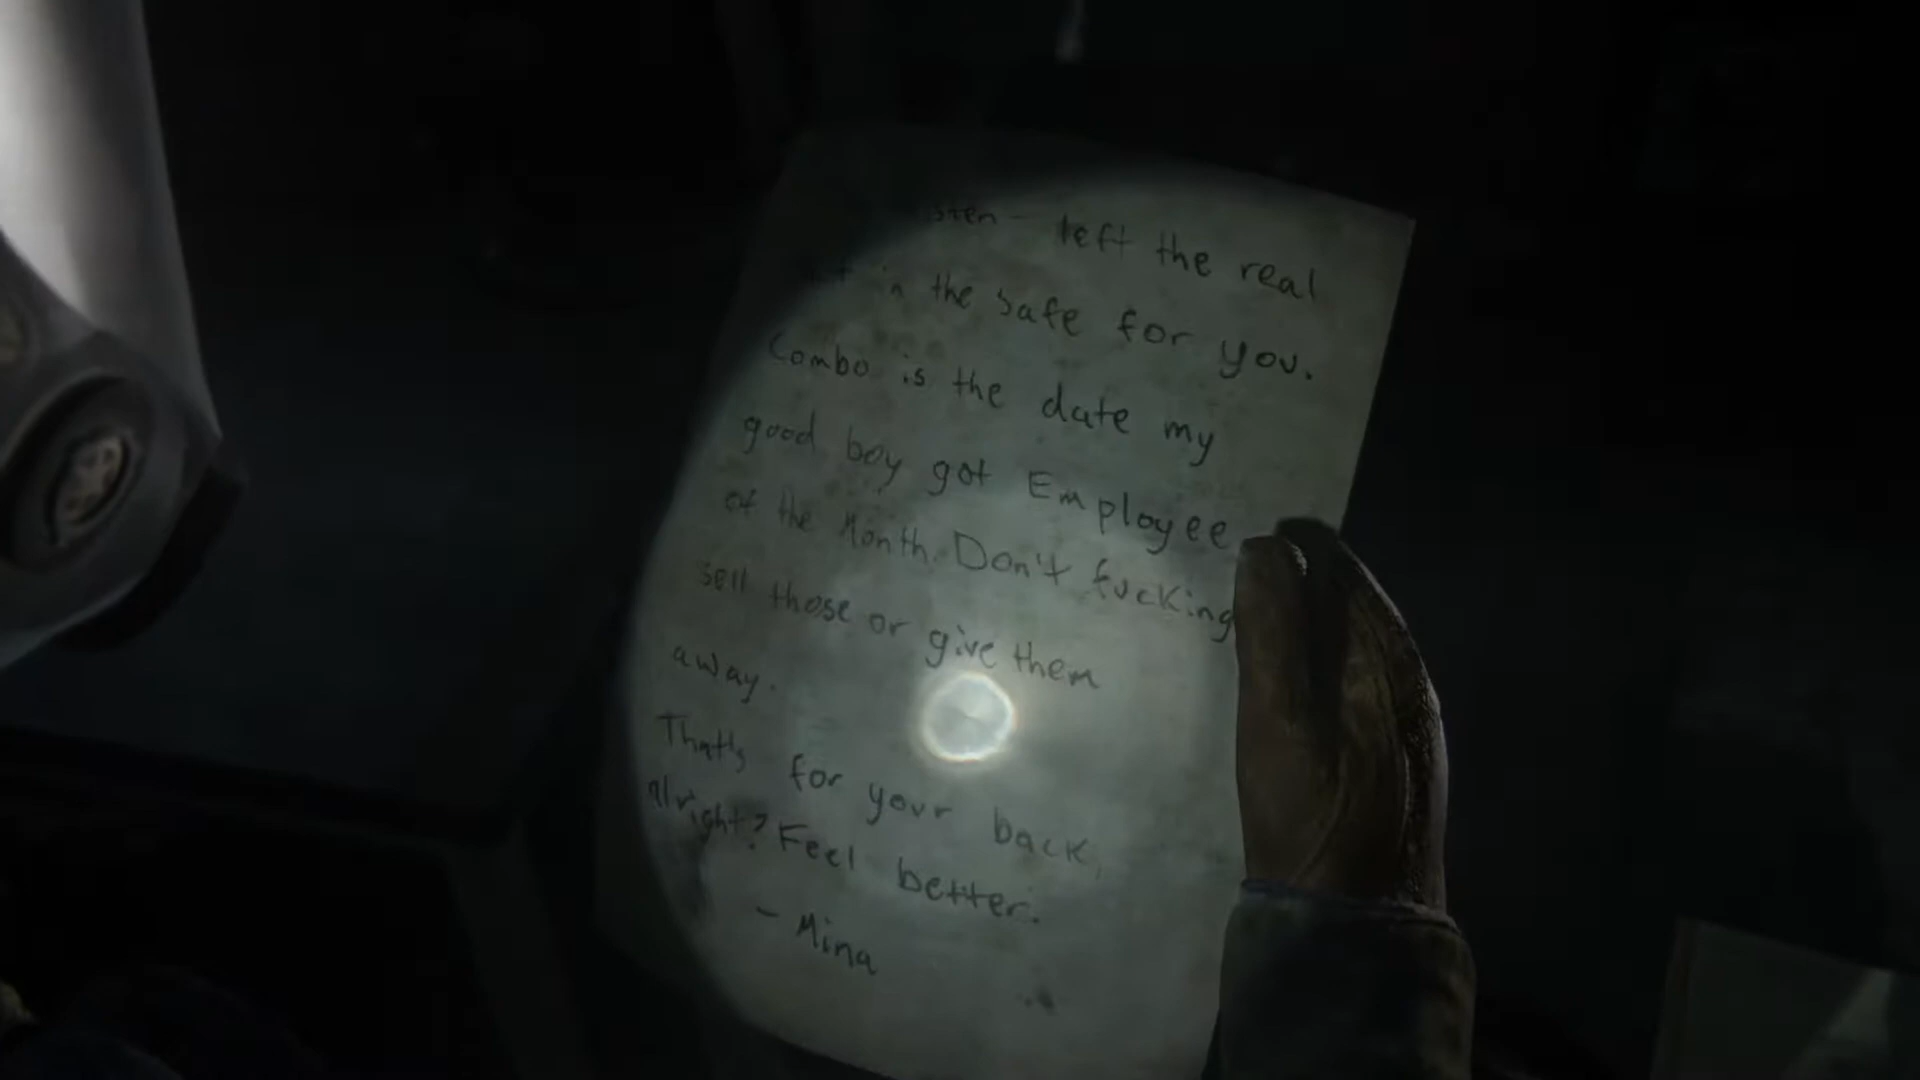 left the real
in the safe for you.
Combo is the date my
good boy got Employee
of the Month. Don't fucking
sell those or give them
away.
That's for your back,
alright? Feel better.
- Mina